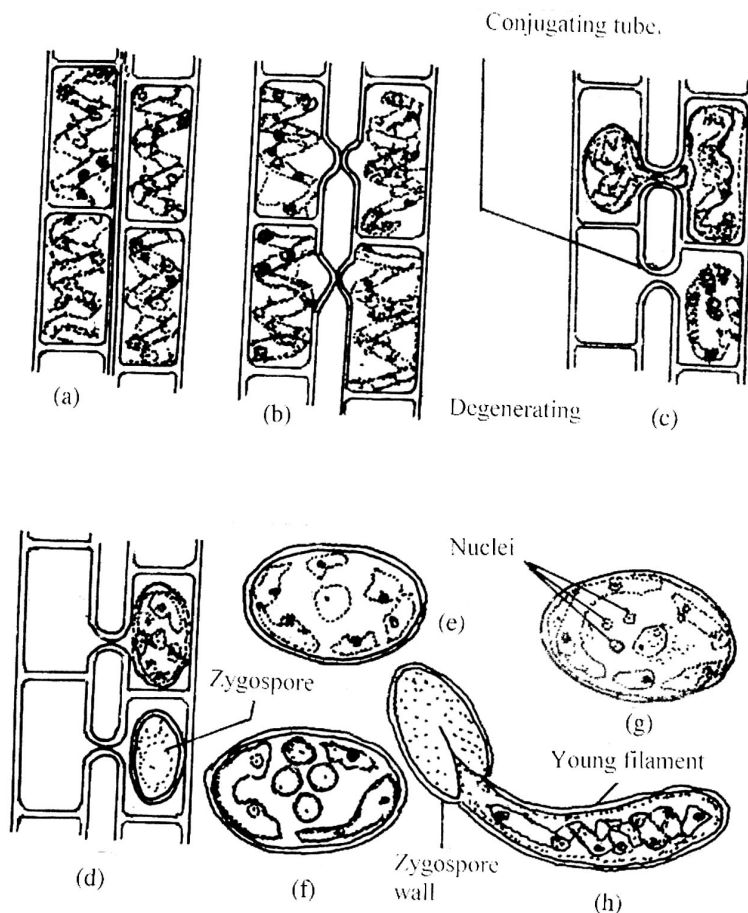 Conjugating tube.
(a)
(b)
Degenerating
(c)
Nuclei
(e)
Zygospore
(g)
Young filament
Zygospore
wall
(d)
(f)
(h)